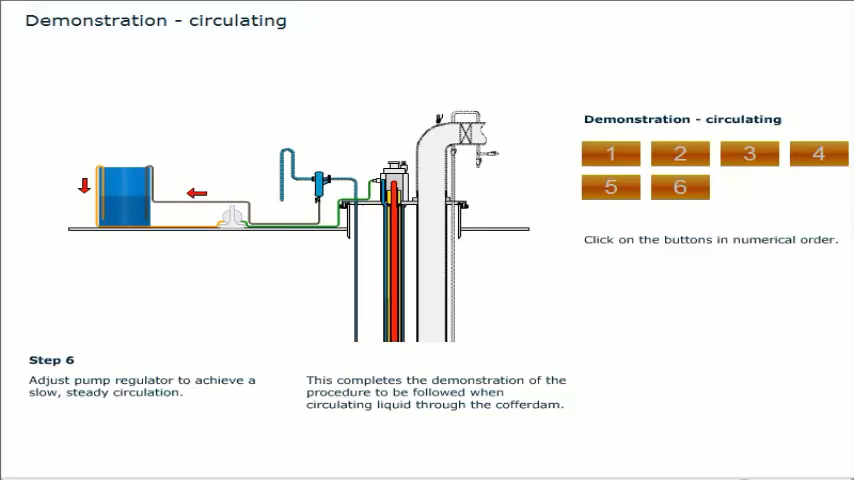 Demonstration - circulating
Demonstration - circulating
1 2 3 4
5 6
Click on the buttons in numerical order.
Step 6
Adjust pump regulator to achieve a
slow, steady circulation.
This completes the demonstration of the
procedure to be followed when
circulating liquid through the cofferdam.